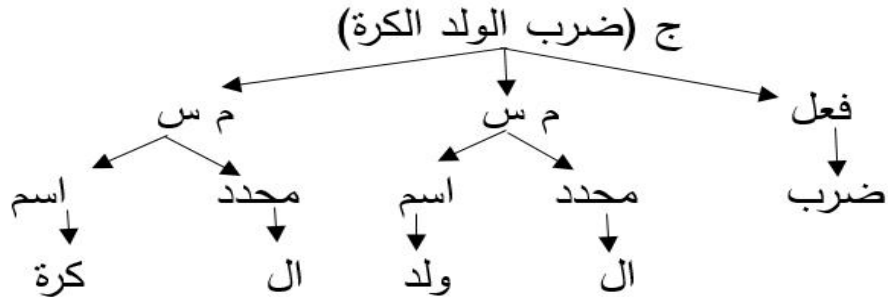 ج (ضرب الولد الكرة)
فعل م س م س
ضرب محدد اسم محدد اسم
ال ولد ال كرة